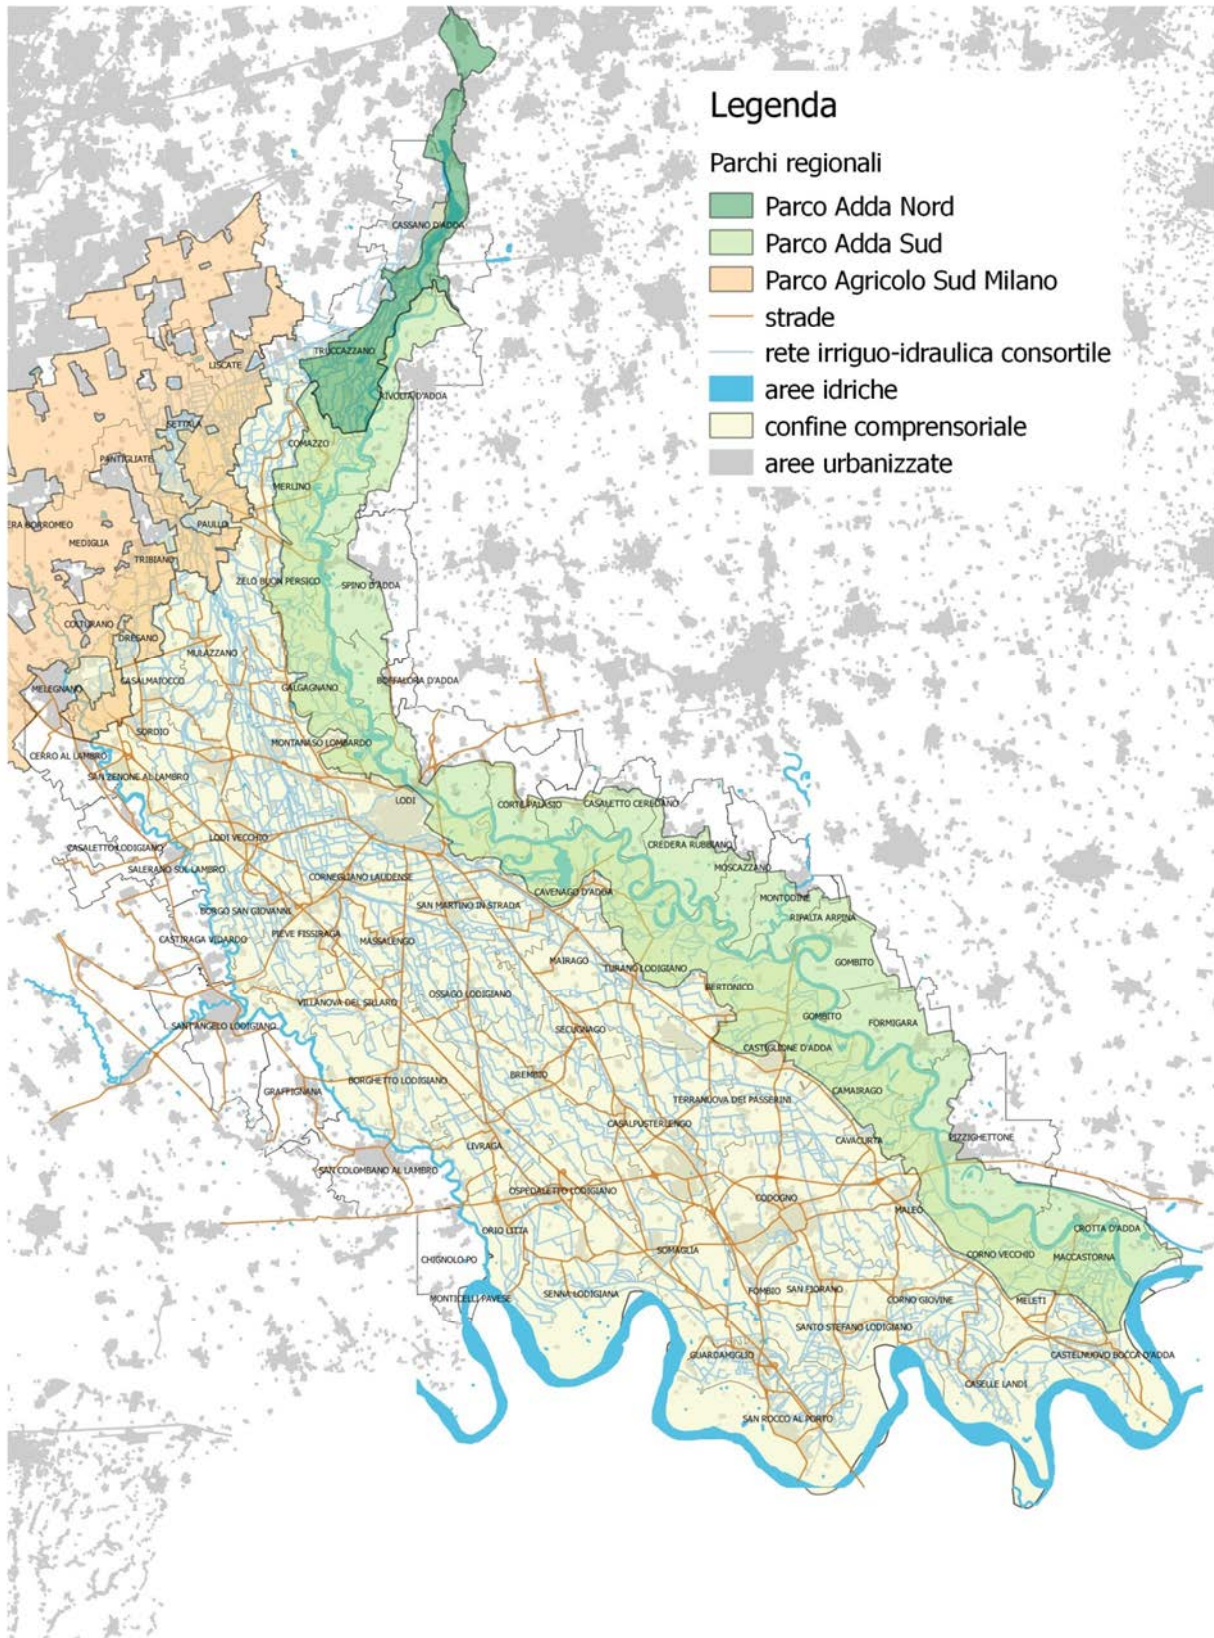 Legenda
Parchi regionali
Parco Adda Nord
Parco Adda Sud
Parco Agricolo Sud Milano
strade
rete irriguo-idraulica consortile
aree idriche
confine comprensoriale
aree urbanizzate
CASSANO D'ADDA
TRUCCAZZANO
LISCATE
RIVOLTA D'ADDA
SETTALA
COMAZZO
PANTIGLIATE
MERLINO
ERA BORROMEO
PAULLO
MEDIGLIA
TRIBIANO
ZELO BUON PERSICO
SPINO D'ADDA
COLTURANO
DRESANO
MULAZZANO
CASALMAIOCCO
BOFFALORA D'ADDA
MELEGNANO
GALGAGNANO
SORDIO
MONTANASO LOMBARDO
CERRO AL LAMBRO
SAN ZENONE AL LAMBRO
LODI
CORTE PALASIO
CASALETTO CEREDANO
LODI VECCHIO
CREDERA RUBBIANO
CASALETTO LODIGIANO
SALERANO SUL LAMBRO
MOSCAZZANO
CORNEGLIANO LAUDENSE
CAVENAGO D'ADDA
MONTODINE
SAN MARTINO IN STRADA
BORGO SAN GIOVANNI
RIPALTA ARPINA
PIEVE FISSIRAGA
CASTIRAGA VIDARDO
MASSALENGO
MAIRAGO
GOMBITO
TURANO LODIGIANO
BERTONICO
OSSAGO LODIGIANO
VILLANOVA DEL SILLARO
GOMBITO
FORMIGARA
SANT'ANGELO LODIGIANO
SECUGNAGO
CASTIGLIONE D'ADDA
BREMBIO
BORGHETTO LODIGIANO
GRAFFIGNANA
CAMAIRAGO
TERRANUOVA DEI PASSERINI
CASALPUSTERLENGO
PIZZIGHETTONE
CAVACURTA
LIVRAGA
SAN COLOMBANO AL LAMBRO
OSPEDALETTO LODIGIANO
CODOGNO
MALEO
CROTTA D'ADDA
ORIO LITTA
SOMAGLIA
CORNO VECCHIO
MACCASTORNA
CHIGNOLO PO
FOMBIO
SAN FIORANO
SENNA LODIGIANA
MONTICELLI PAVESE
CORNO GIOVINE
MELETI
SANTO STEFANO LODIGIANO
GUARDAMIGLIO
CASTELNUOVO BOCCA D'ADDA
CASELLE LANDI
SAN ROCCO AL PORTO